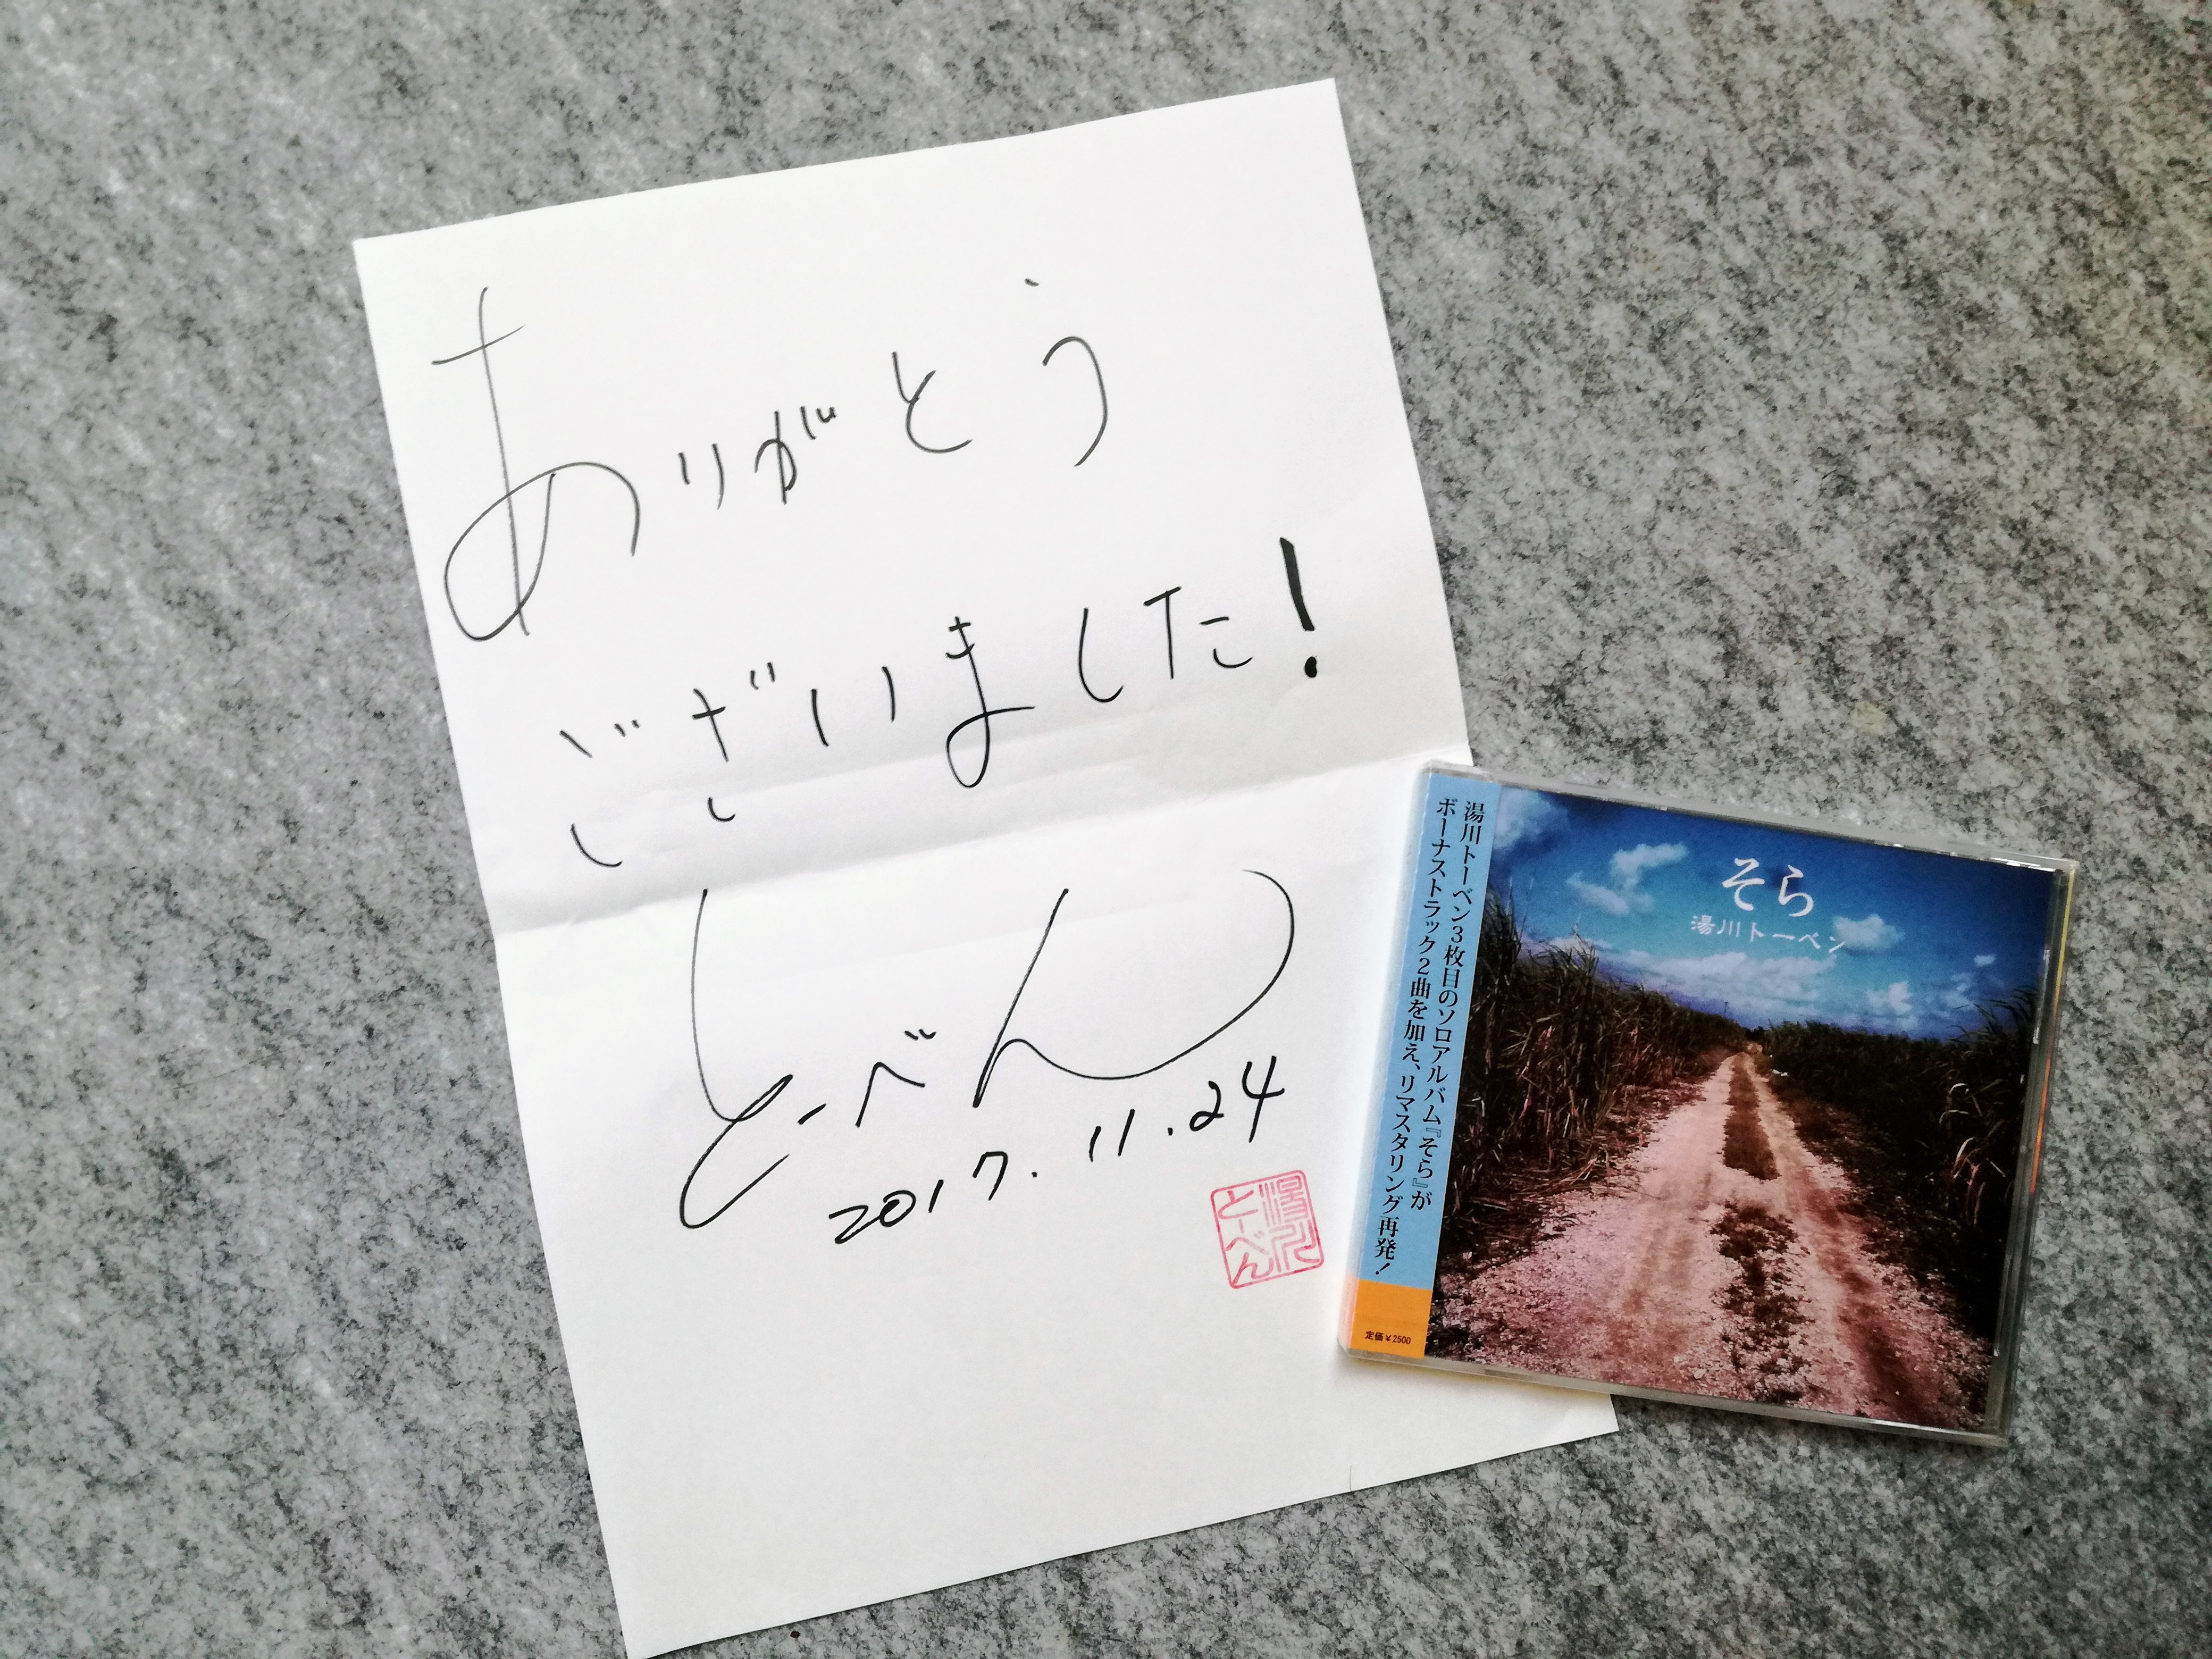 ありがとう
ございました!
とーべん
2017.11.24
湯川
とーべん
湯川トーベン3枚目のソロアルバム『そら』が
ボーナストラック2曲を加え、リマスタリング再発!
定価¥2500
そら
湯川トーベン